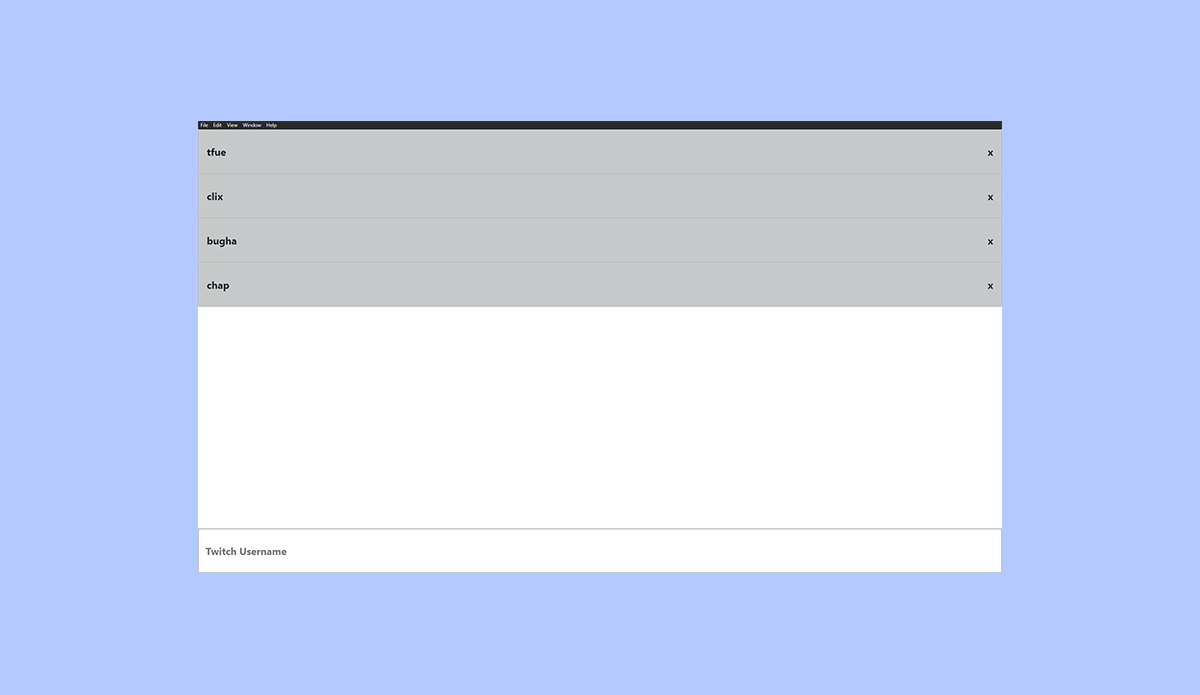 File Edit View Window Help
tfue x
clix x
bugha x
chap x
Twitch Username